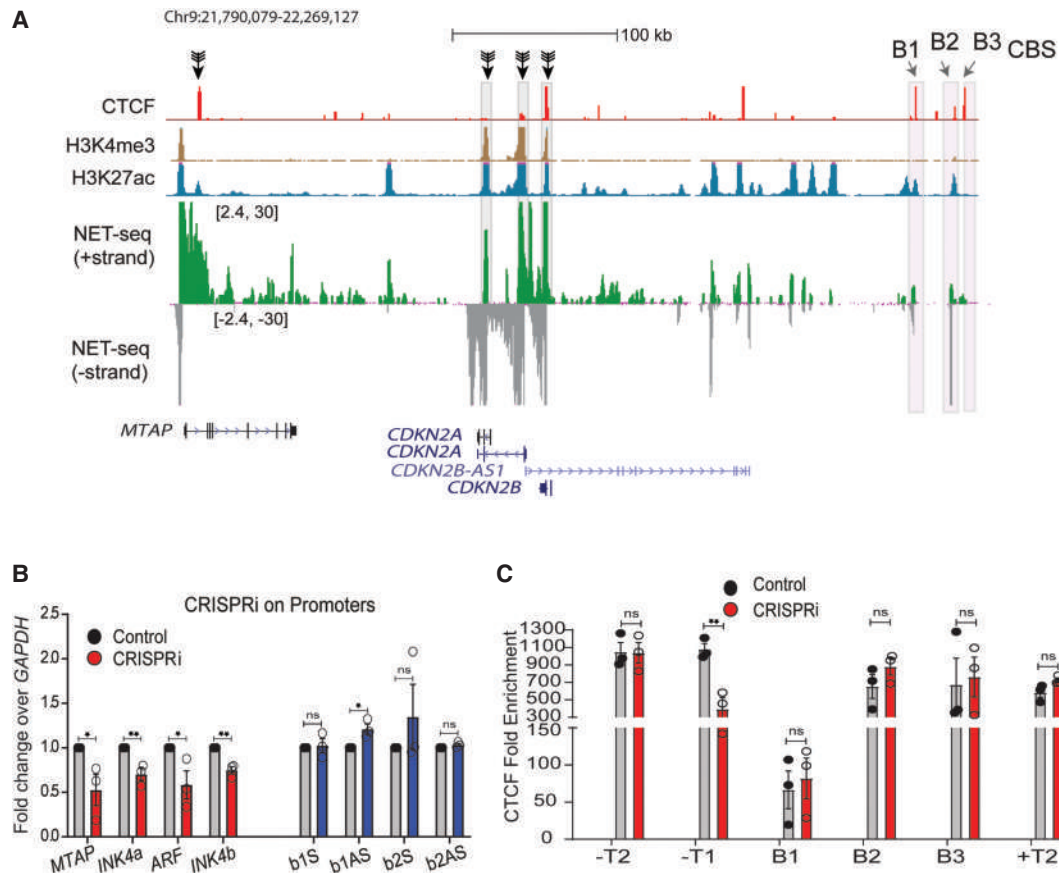 A
Chr9:21,790,079-22,269,127
100 kb
B1
B2
B3 CBS
CTCF
H3K4me3
H3K27ac
[2.4, 30]
NET-seq
(+strand)
[-2.4, -30]
NET-seq
(-strand)
MTAP
CDKN2A
CDKN2A
CDKN2B-AS1
CDKN2B
B
CRISPRi on Promoters
Control
CRISPRi
Fold change over GAPDH
2.5
2.0
1.5
1.0
0.5
0.0
* ** * ** ns * ns ns
MTAP INK4a ARF INK4b b1S b1AS b2S b2AS
C
Control
CRISPRi
CTCF Fold Enrichment
1300
1100
900
700
500
300
100
50
0
ns ** ns ns ns ns
-T2 -T1 B1 B2 B3 +T2